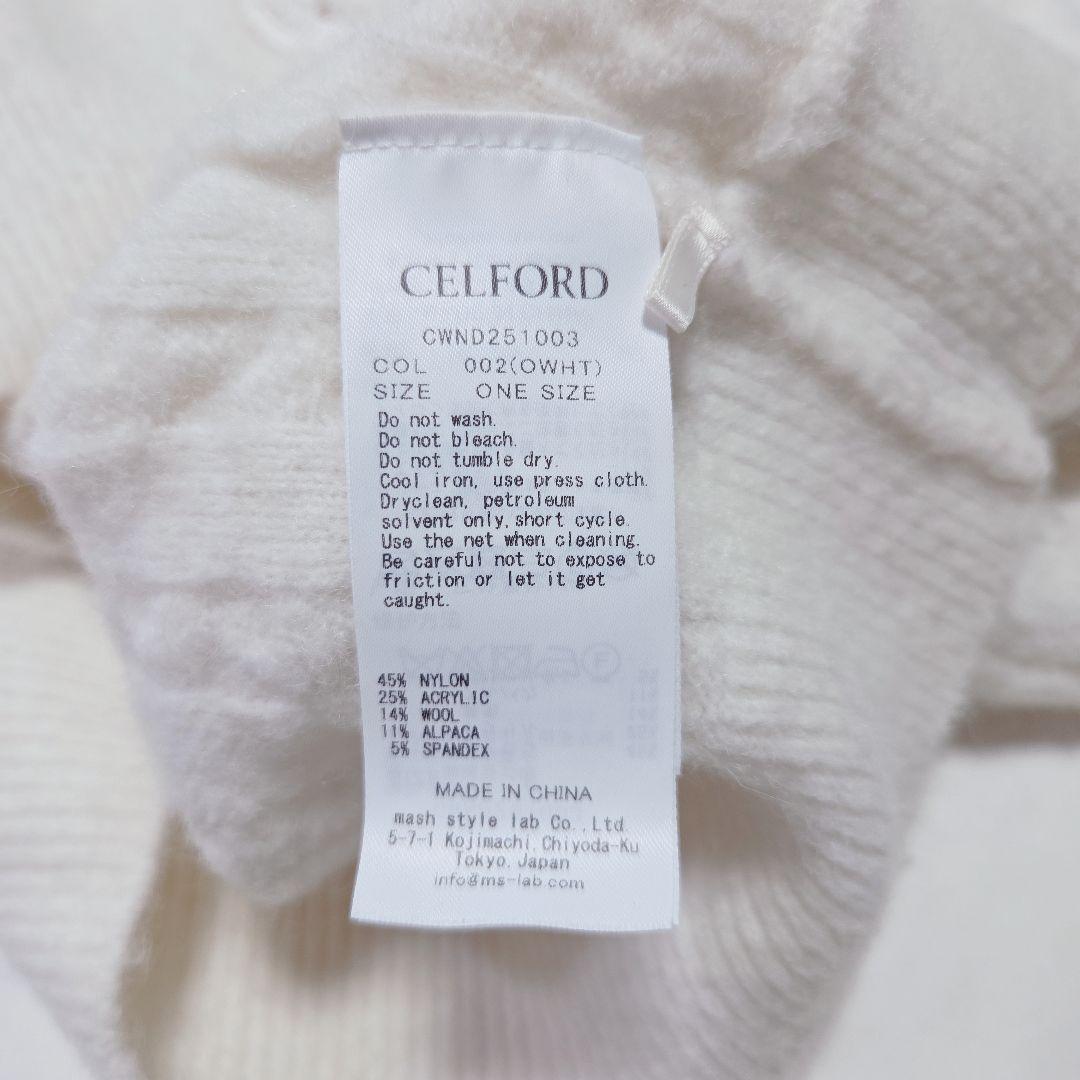 CELFORD
CWND251003
COL 002(OWHT)
SIZE ONE SIZE
Do not wash.
Do not bleach.
Do not tumble dry.
Cool iron, use press cloth.
Dryclean, petroleum
solvent only,short cycle.
Use the net when cleaning.
Be careful not to expose to
friction or let it get
caught.
45% NYLON
25% ACRYLIC
14% WOOL
11% ALPACA
5% SPANDEX
MADE IN CHINA
mash style lab Co.,Ltd.
5-7-1 Kojimachi,Chiyoda-Ku
Tokyo,Japan
info@ms-lab.com